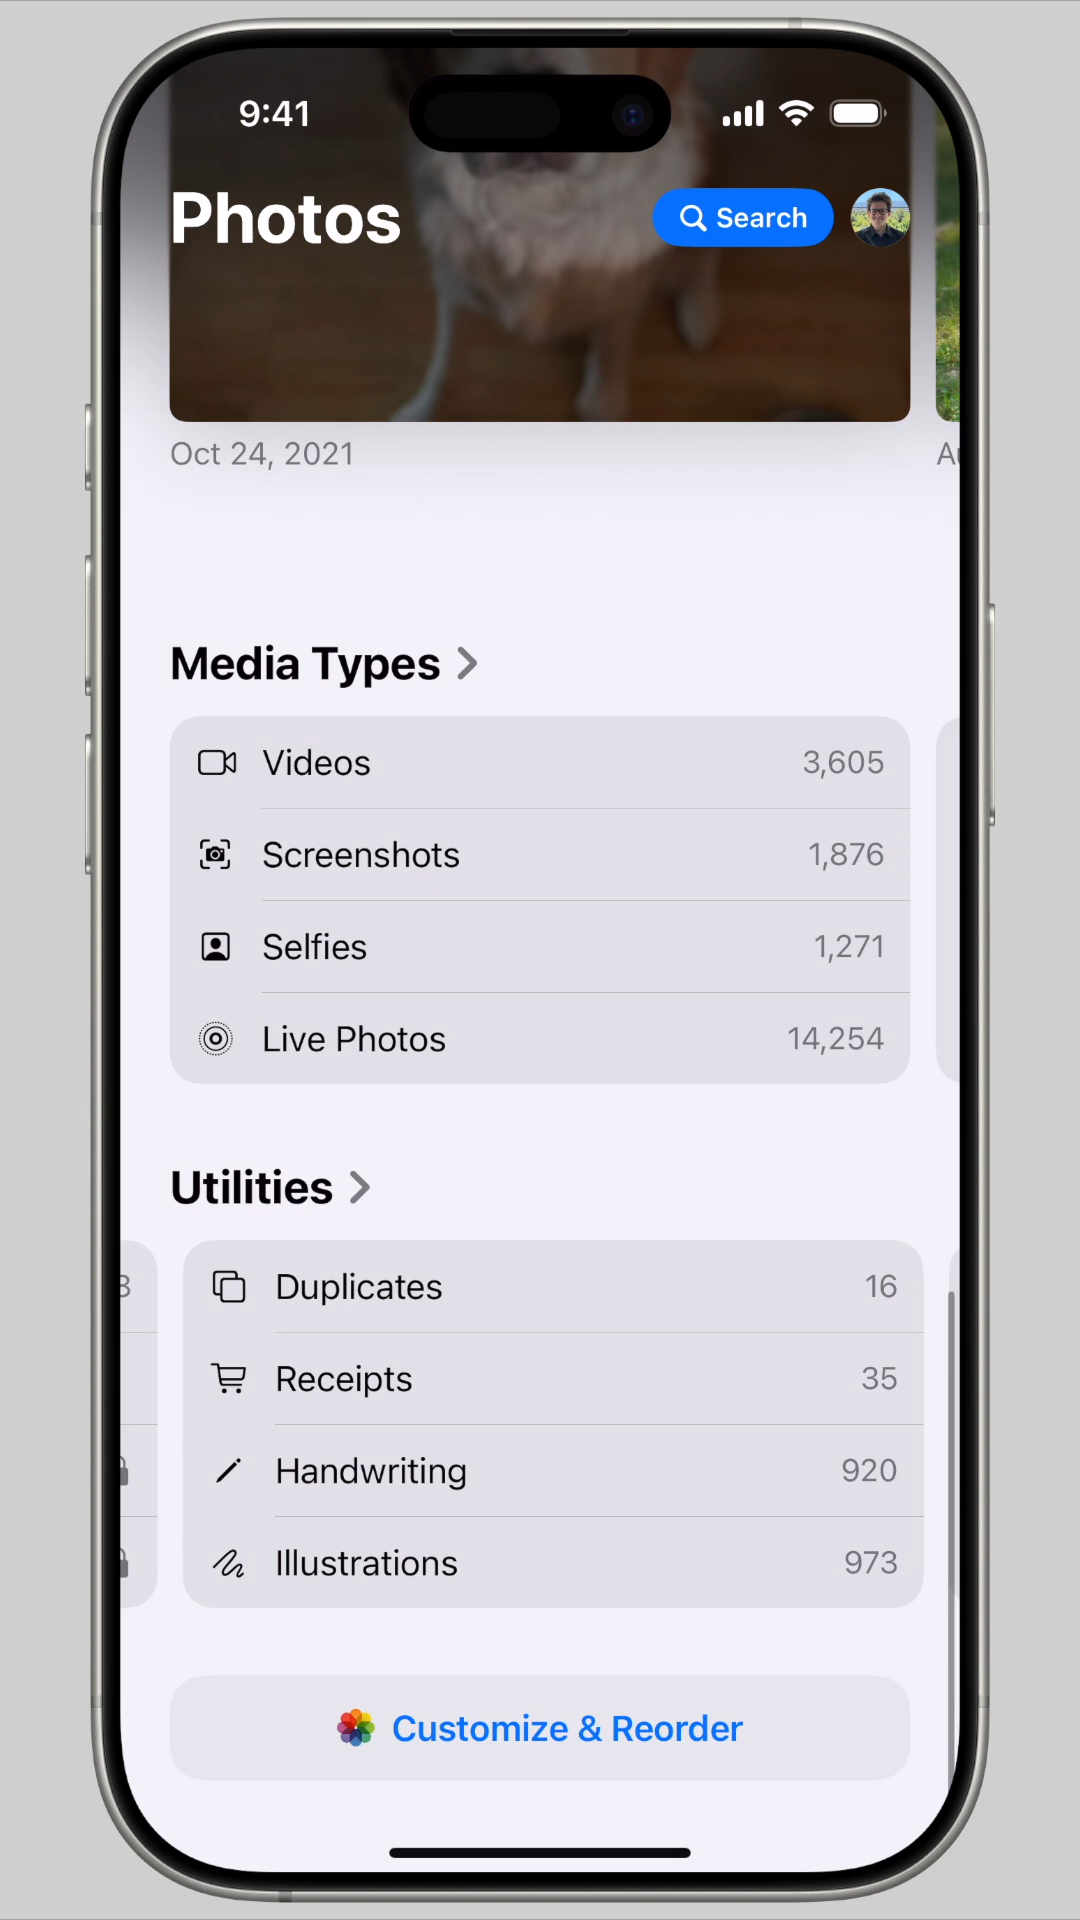 9:41
Photos
Search
Oct 24, 2021
Media Types
Videos 3,605
Screenshots 1,876
Selfies 1,271
Live Photos 14,254
Utilities
Duplicates 16
Receipts 35
Handwriting 920
Illustrations 973
Customize & Reorder